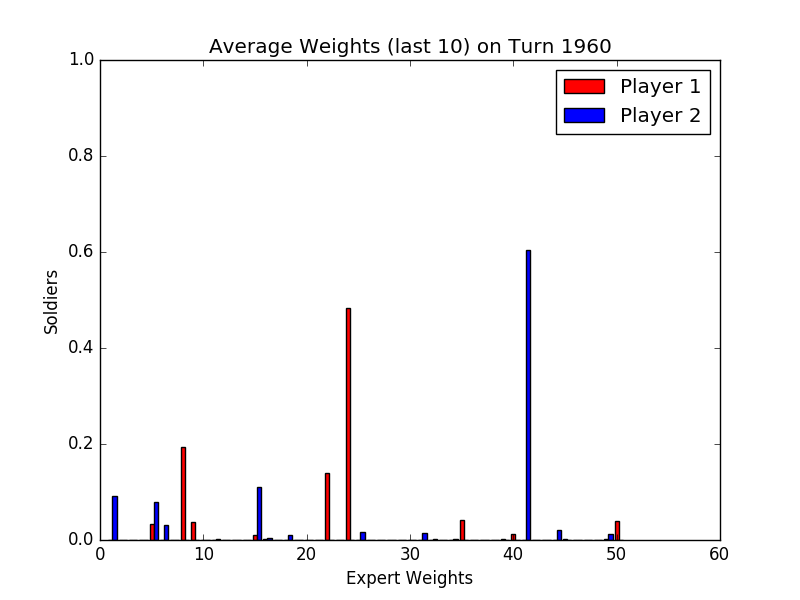 Average Weights (last 10) on Turn 1960
1.0
0.8
0.6
0.4
0.2
0.0
Soldiers
Player 1
Player 2
0 10 20 30 40 50 60
Expert Weights